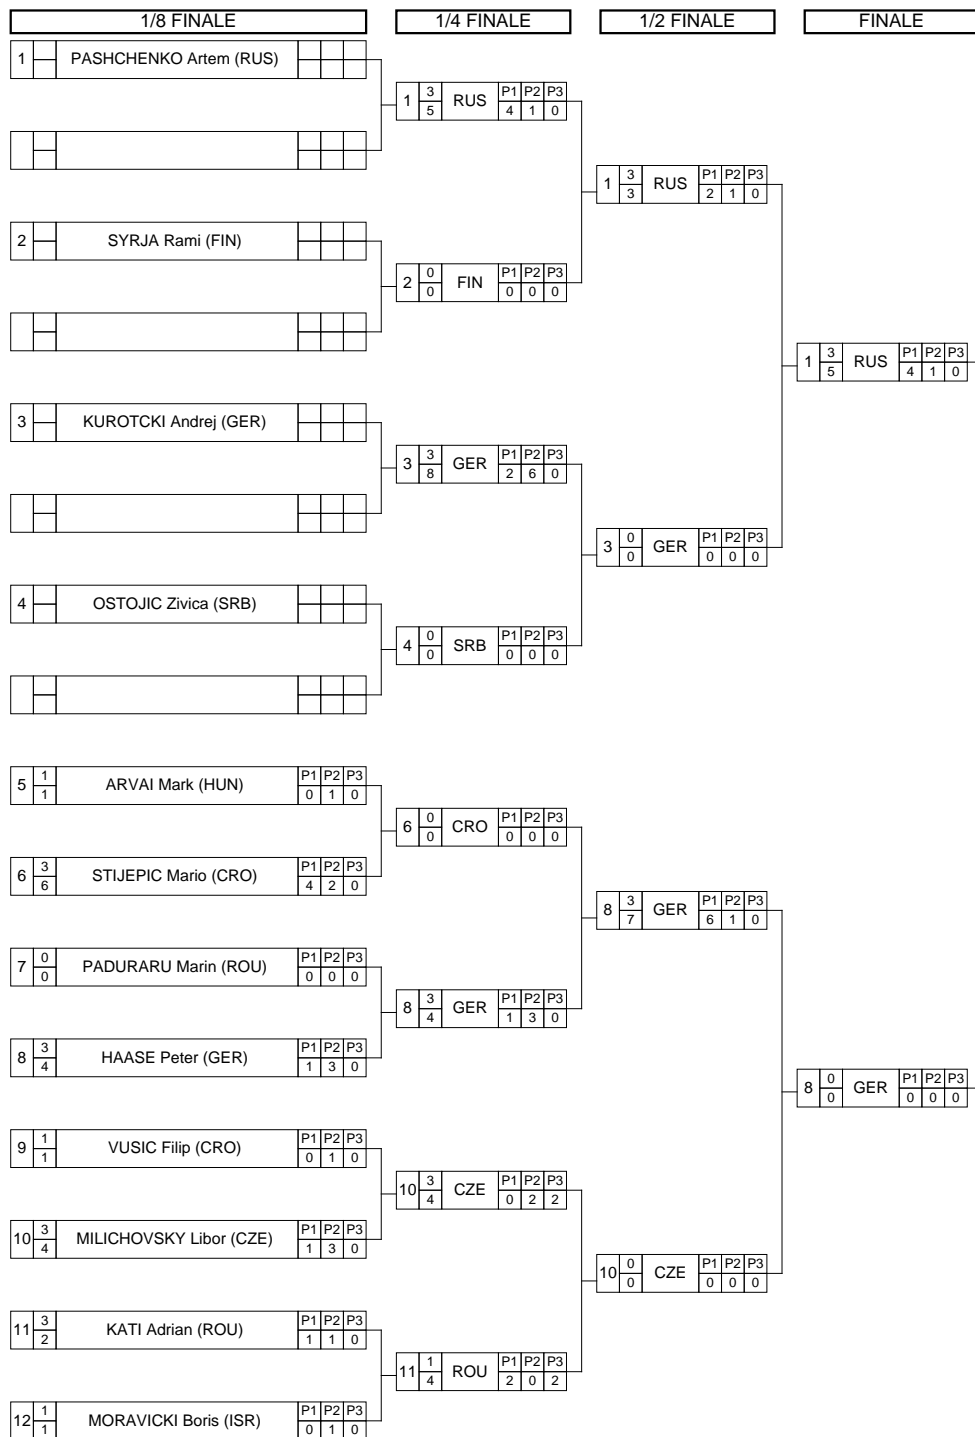 1/8 FINALE 1/4 FINALE 1/2 FINALE FINALE
1 PASHCHENKO Artem (RUS)
1 3 5 RUS P1 P2 P3 4 1 0
1 3 3 RUS P1 P2 P3 2 1 0
2 SYRJA Rami (FIN)
2 0 0 FIN P1 P2 P3 0 0 0
1 3 5 RUS P1 P2 P3 4 1 0
3 KUROTCKI Andrej (GER)
3 3 8 GER P1 P2 P3 2 6 0
3 0 0 GER P1 P2 P3 0 0 0
4 OSTOJIC Zivica (SRB)
4 0 0 SRB P1 P2 P3 0 0 0
5 1 1 ARVAI Mark (HUN) P1 P2 P3 0 1 0
6 0 0 CRO P1 P2 P3 0 0 0
6 3 6 STIJEPIC Mario (CRO) P1 P2 P3 4 2 0
8 3 7 GER P1 P2 P3 6 1 0
7 0 0 PADURARU Marin (ROU) P1 P2 P3 0 0 0
8 3 4 GER P1 P2 P3 1 3 0
8 3 4 HAASE Peter (GER) P1 P2 P3 1 3 0
8 0 0 GER P1 P2 P3 0 0 0
9 1 1 VUSIC Filip (CRO) P1 P2 P3 0 1 0
10 3 4 CZE P1 P2 P3 0 2 2
10 3 4 MILICHOVSKY Libor (CZE) P1 P2 P3 1 3 0
10 0 0 CZE P1 P2 P3 0 0 0
11 3 2 KATI Adrian (ROU) P1 P2 P3 1 1 0
11 1 4 ROU P1 P2 P3 2 0 2
12 1 1 MORAVICKI Boris (ISR) P1 P2 P3 0 1 0